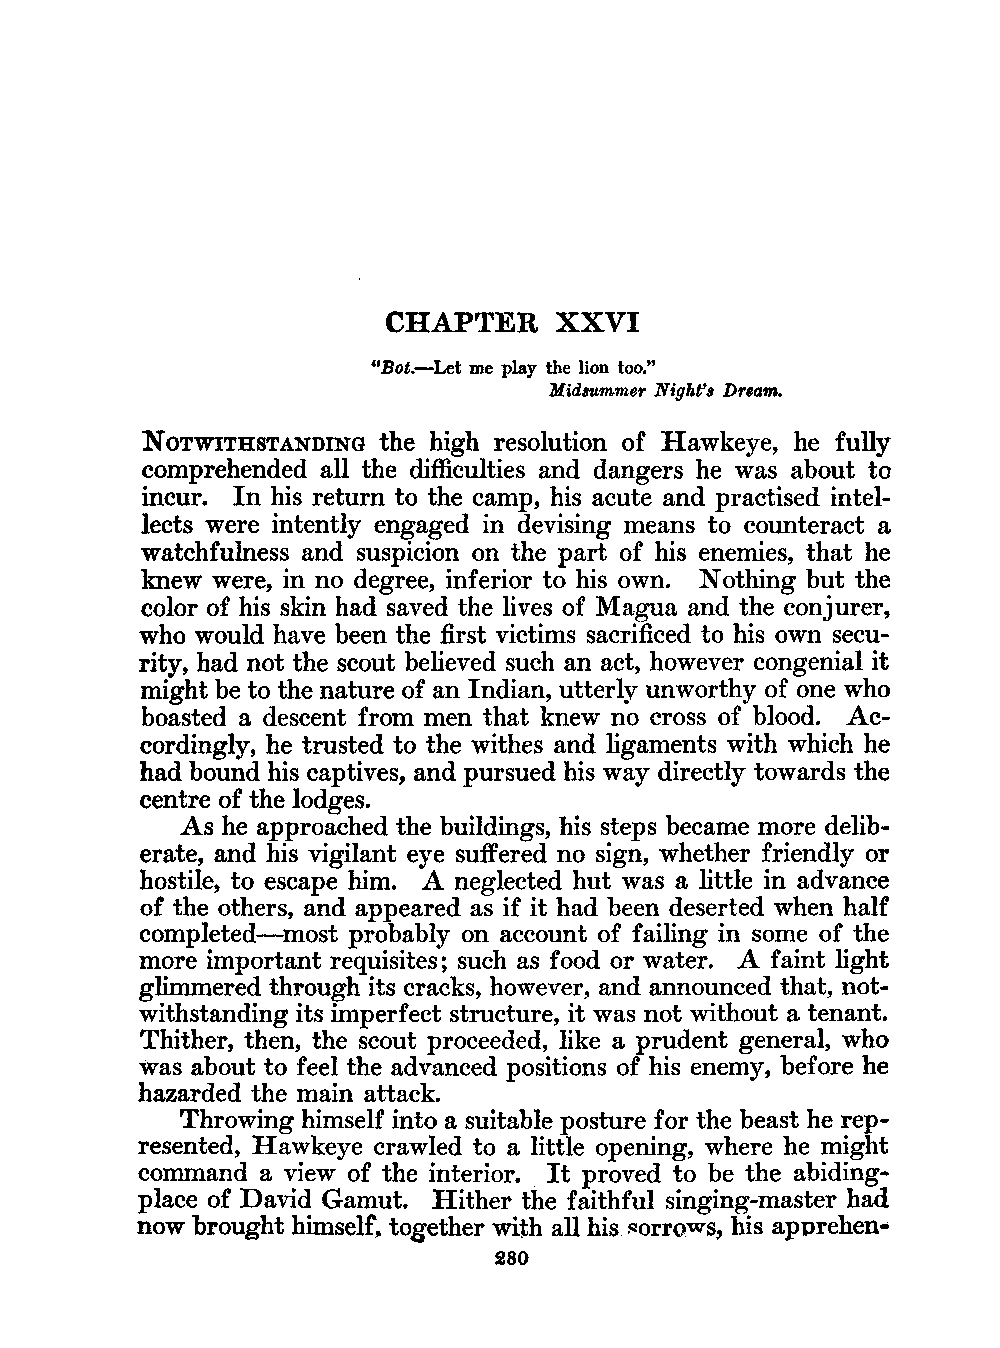 CHAPTER XXVI
"Bot.—Let me play the lion too."
Midsummer Night's Dream.
NOTWITHSTANDING the high resolution of Hawkeye, he fully
comprehended all the difficulties and dangers he was about to
incur. In his return to the camp, his acute and practised intel-
lects were intently engaged in devising means to counteract a
watchfulness and suspicion on the part of his enemies, that he
knew were, in no degree, inferior to his own. Nothing but the
color of his skin had saved the lives of Magua and the conjurer,
who would have been the first victims sacrificed to his own secu-
rity, had not the scout believed such an act, however congenial it
might be to the nature of an Indian, utterly unworthy of one who
boasted a descent from men that knew no cross of blood. Ac-
cordingly, he trusted to the withes and ligaments with which he
had bound his captives, and pursued his way directly towards the
centre of the lodges.
As he approached the buildings, his steps became more delib-
erate, and his vigilant eye suffered no sign, whether friendly or
hostile, to escape him. A neglected hut was a little in advance
of the others, and appeared as if it had been deserted when half
completed—most probably on account of failing in some of the
more important requisites; such as food or water. A faint light
glimmered through its cracks, however, and announced that, not-
withstanding its imperfect structure, it was not without a tenant.
Thither, then, the scout proceeded, like a prudent general, who
was about to feel the advanced positions of his enemy, before he
hazarded the main attack.
Throwing himself into a suitable posture for the beast he rep-
resented, Hawkeye crawled to a little opening, where he might
command a view of the interior. It proved to be the abiding-
place of David Gamut. Hither the faithful singing-master had
now brought himself, together with all his sorrows, his apprehen-
280